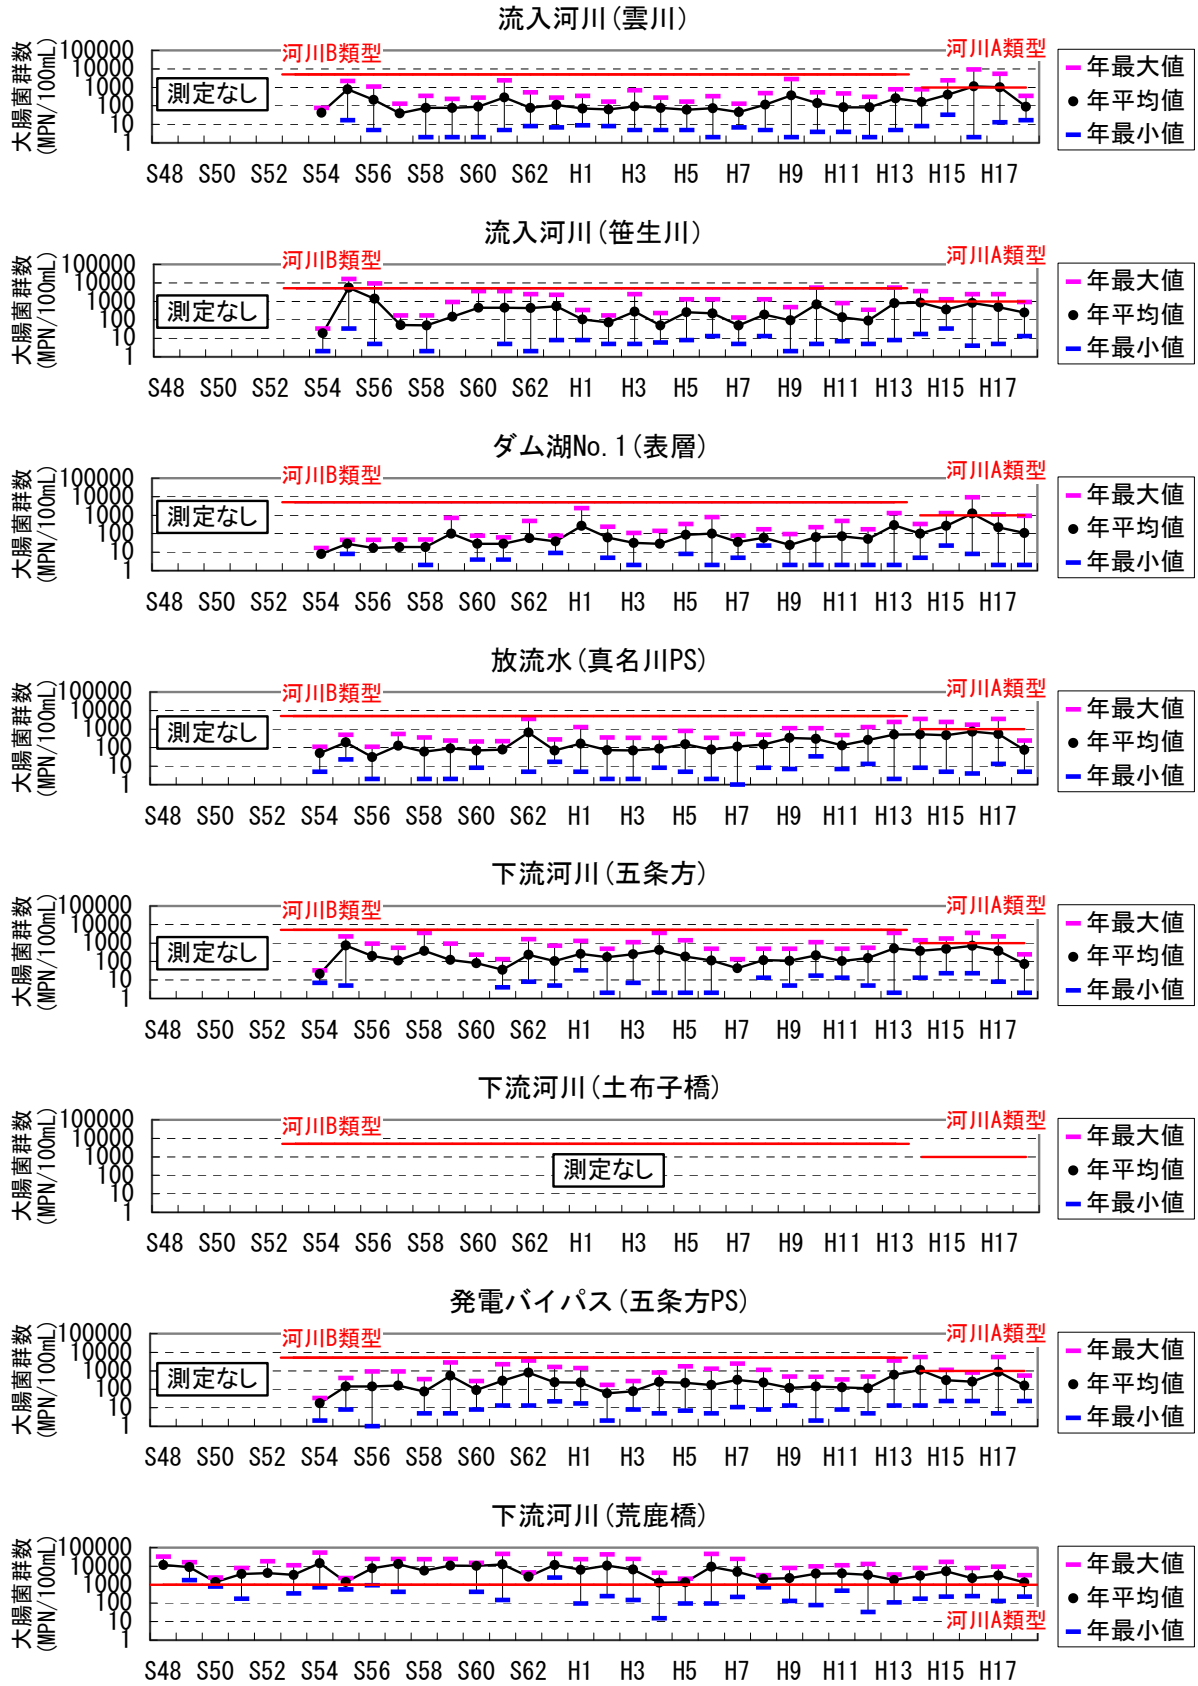 流入河川(雲川)
河川B類型
河川A類型
大腸菌群数
(MPN/100mL)
100000
10000
1000
100
10
1
測定なし
年最大値
年平均値
年最小値
S48 S50 S52 S54 S56 S58 S60 S62 H1 H3 H5 H7 H9 H11 H13 H15 H17
流入河川(笹生川)
河川B類型
河川A類型
大腸菌群数
(MPN/100mL)
100000
10000
1000
100
10
1
測定なし
年最大値
年平均値
年最小値
S48 S50 S52 S54 S56 S58 S60 S62 H1 H3 H5 H7 H9 H11 H13 H15 H17
ダム湖No.1(表層)
河川B類型
河川A類型
大腸菌群数
(MPN/100mL)
100000
10000
1000
100
10
1
測定なし
年最大値
年平均値
年最小値
S48 S50 S52 S54 S56 S58 S60 S62 H1 H3 H5 H7 H9 H11 H13 H15 H17
放流水(真名川PS)
河川B類型
河川A類型
大腸菌群数
(MPN/100mL)
100000
10000
1000
100
10
1
測定なし
年最大値
年平均値
年最小値
S48 S50 S52 S54 S56 S58 S60 S62 H1 H3 H5 H7 H9 H11 H13 H15 H17
下流河川(五条方)
河川B類型
河川A類型
大腸菌群数
(MPN/100mL)
100000
10000
1000
100
10
1
測定なし
年最大値
年平均値
年最小値
S48 S50 S52 S54 S56 S58 S60 S62 H1 H3 H5 H7 H9 H11 H13 H15 H17
下流河川(土布子橋)
河川B類型
河川A類型
大腸菌群数
(MPN/100mL)
100000
10000
1000
100
10
1
測定なし
年最大値
年平均値
年最小値
S48 S50 S52 S54 S56 S58 S60 S62 H1 H3 H5 H7 H9 H11 H13 H15 H17
発電バイパス(五条方PS)
河川B類型
河川A類型
大腸菌群数
(MPN/100mL)
100000
10000
1000
100
10
1
測定なし
年最大値
年平均値
年最小値
S48 S50 S52 S54 S56 S58 S60 S62 H1 H3 H5 H7 H9 H11 H13 H15 H17
下流河川(荒鹿橋)
大腸菌群数
(MPN/100mL)
100000
10000
1000
100
10
1
河川A類型
年最大値
年平均値
年最小値
S48 S50 S52 S54 S56 S58 S60 S62 H1 H3 H5 H7 H9 H11 H13 H15 H17